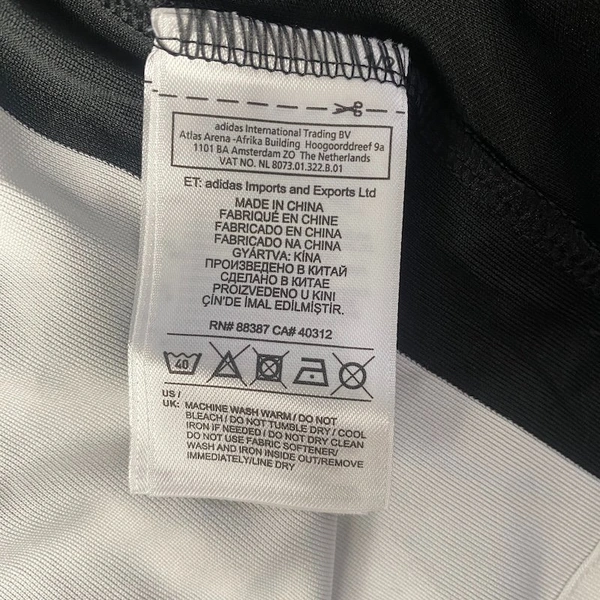 adidas International Trading BV
Atlas Arena -Afrika Building Hoogoorddreef 9a
1101 BA Amsterdam ZO The Netherlands
VAT NO. NL 8073.01.322.B.01
ET: adidas Imports and Exports Ltd
MADE IN CHINA
FABRIQUÉ EN CHINE
FABRICADO EN CHINA
FABRICADO NA CHINA
GYÁRTVA: KÍNA
ПРОИЗВЕДЕНО В КИТАЙ
СДЕЛАНО В КИТАЕ
PROIZVEDENO U KINI
ÇİN'DE İMAL EDİLMİŞTİR.
RN# 88387 CA# 40312
40
US /
UK: MACHINE WASH WARM / DO NOT
BLEACH / DO NOT TUMBLE DRY / COOL
IRON IF NEEDED / DO NOT DRY CLEAN
DO NOT USE FABRIC SOFTENER/
WASH AND IRON INSIDE OUT/REMOVE
IMMEDIATELY/LINE DRY